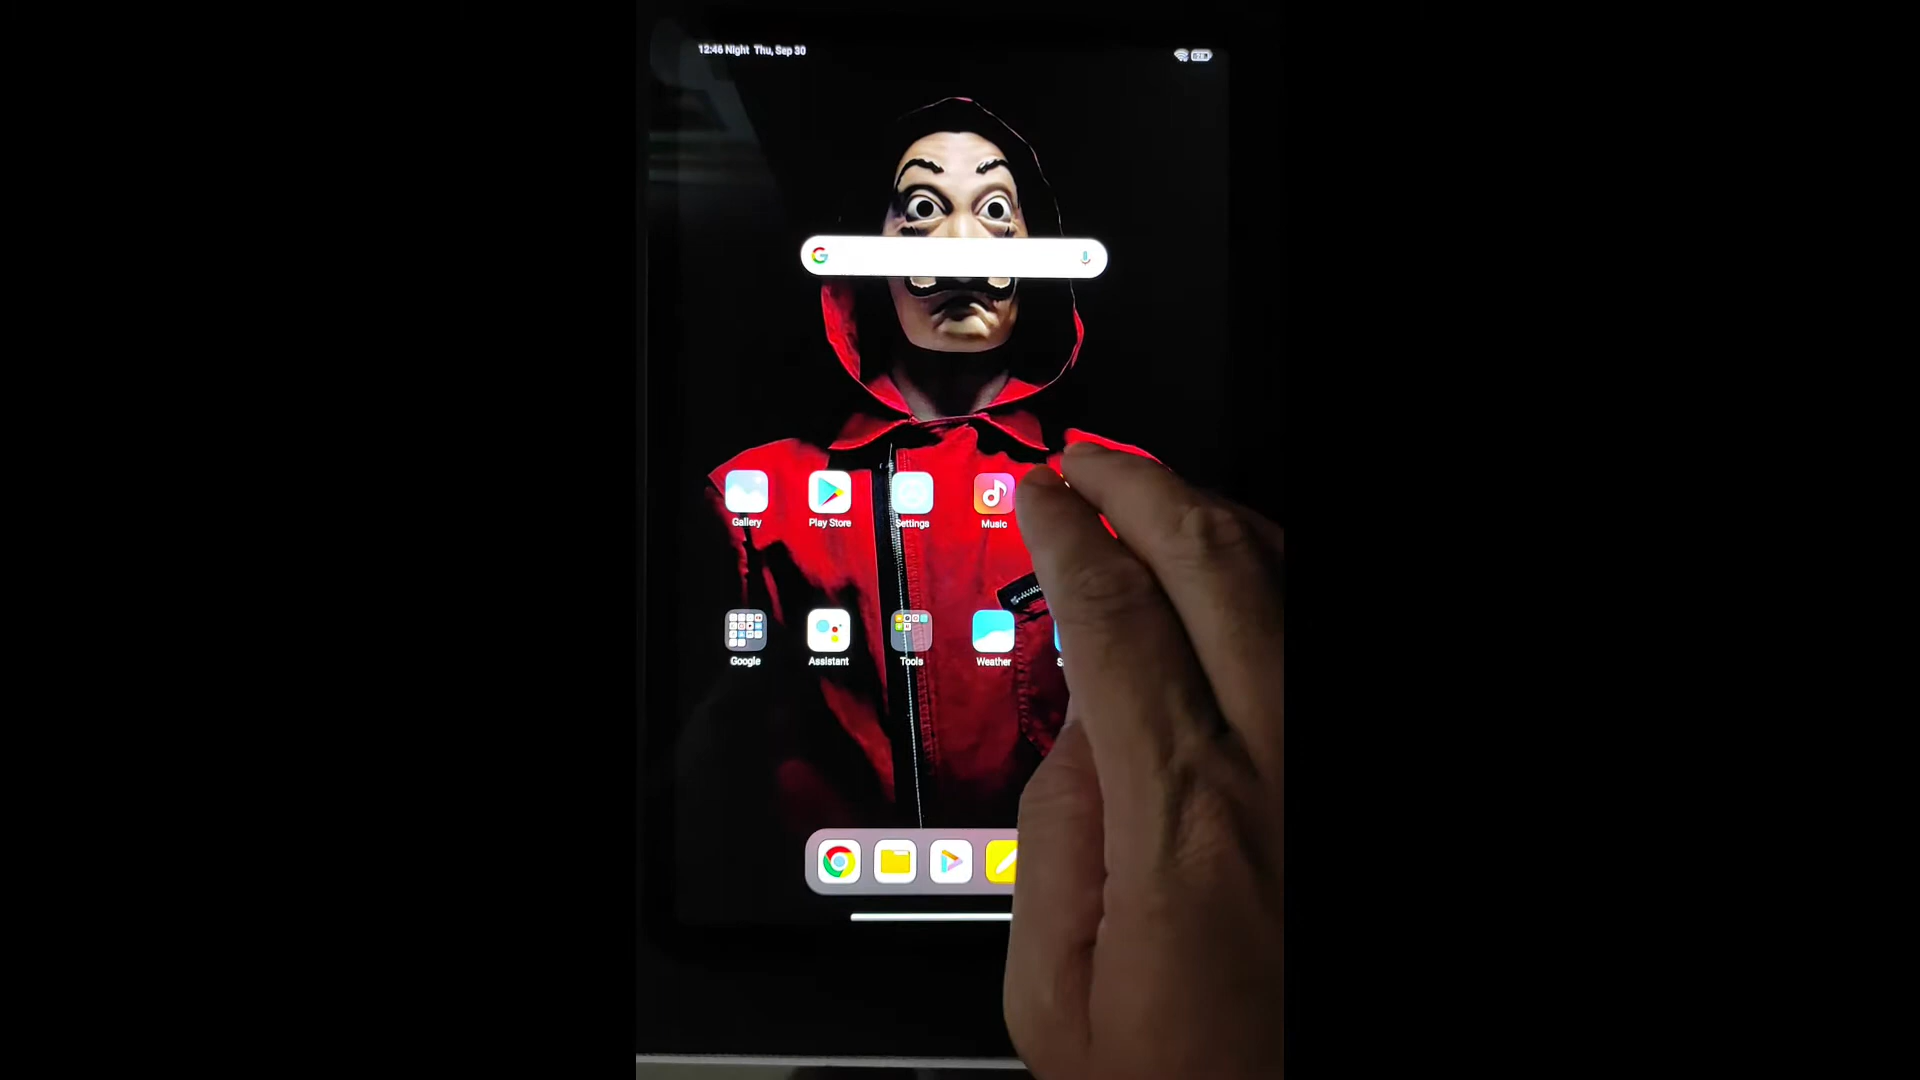 12:46 Night Thu, Sep 30
Gallery
Play Store
Settings
Music
Google
Assistant
Tools
Weather